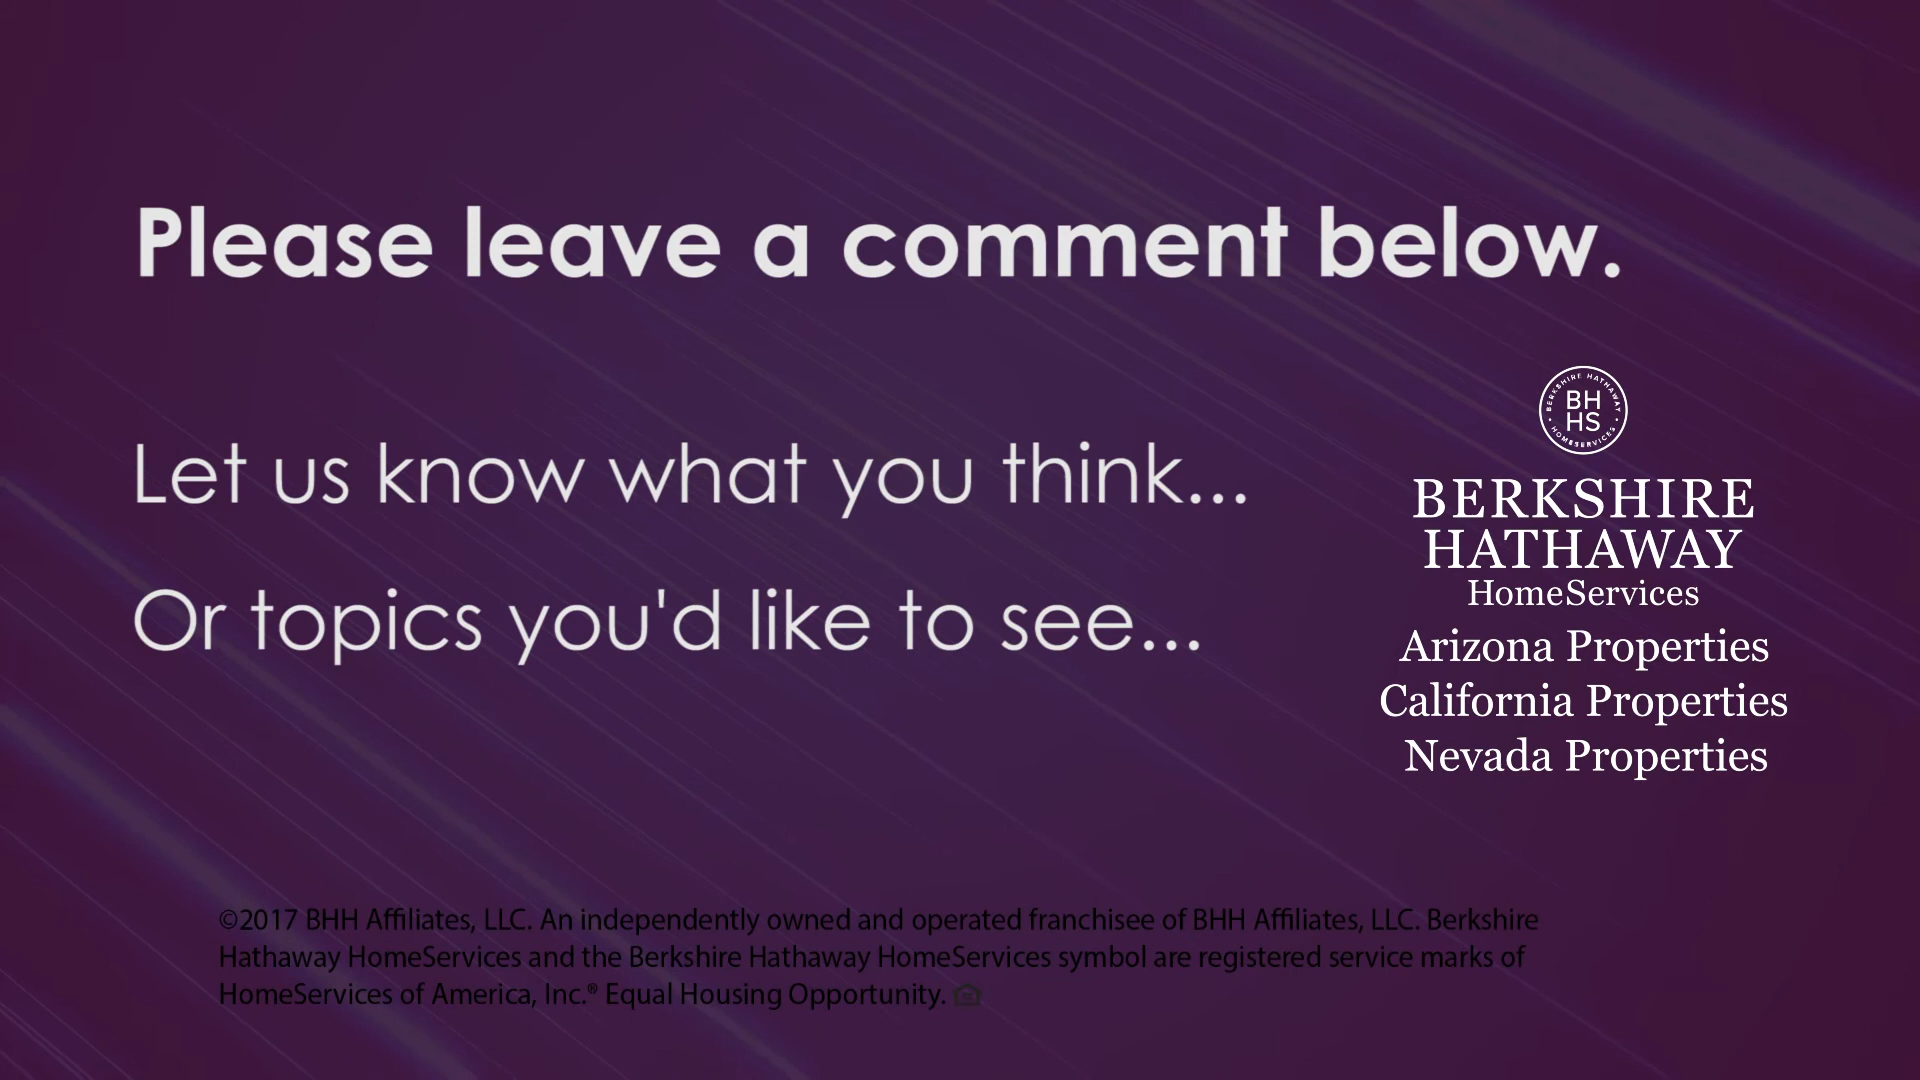 Please leave a comment below.
Let us know what you think...
Or topics you'd like to see...
BERKSHIRE HATHAWAY
HOMESERVICES
BH
HS
BERKSHIRE
HATHAWAY
HomeServices
Arizona Properties
California Properties
Nevada Properties
©2017 BHH Affiliates, LLC. An independently owned and operated franchisee of BHH Affiliates, LLC. Berkshire
Hathaway HomeServices and the Berkshire Hathaway HomeServices symbol are registered service marks of
HomeServices of America, Inc.® Equal Housing Opportunity.